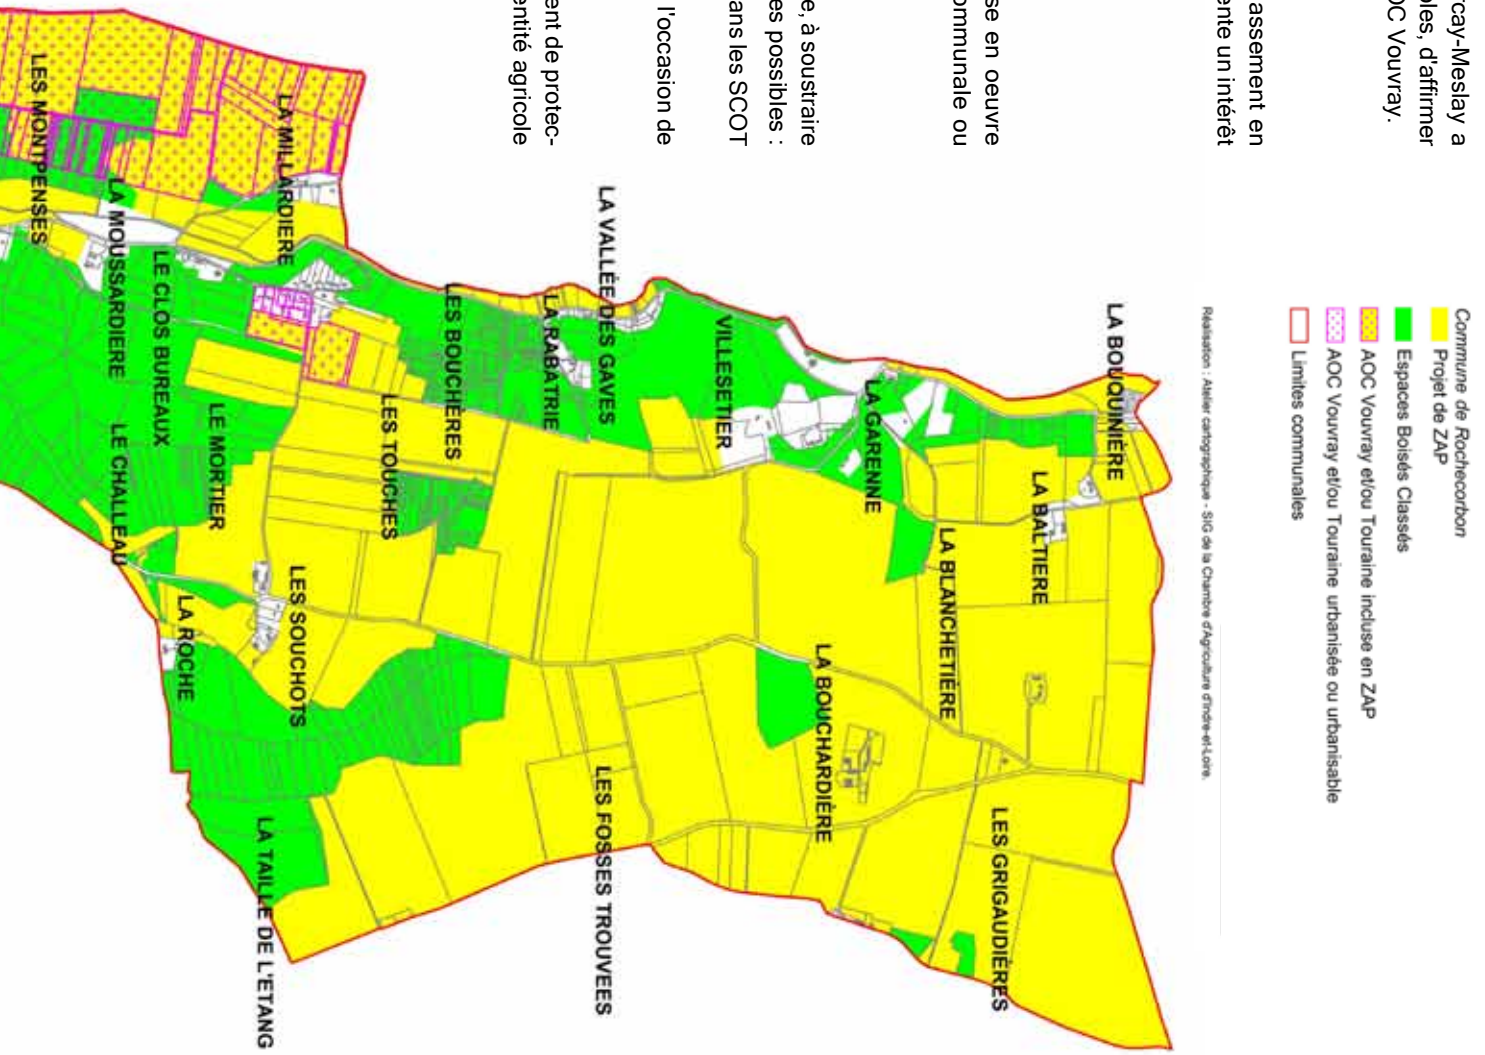 rcay-Meslay a
bles, d'affirmer
OC Vouvray.
assement en
ente un intérêt
se en oeuvre
ommunale ou
e, à soustraire
es possibles :
ans les SCOT
l'occasion de
ent de protec-
entité agricole
Commune de Rochecorbon
Projet de ZAP
Espaces Boisés Classés
AOC Vouvray et/ou Touraine incluse en ZAP
AOC Vouvray et/ou Touraine urbanisée ou urbanisable
Limites communales
Réalisation : Atelier cartographique - SIG de la Chambre d'Agriculture d'Indre-et-Loire.
LA BOUQUINIÈRE
LA BALTIERE
LA GARENNE
LA BLANCHETIÈRE
LES GRIGAUDIÈRES
VILLESETIER
LA BOUCHARDIÈRE
LA VALLÉE DES GAVES
LES FOSSES TROUVEES
LA RABATRIE
LES BOUCHÈRES
LES TOUCHES
LA MILLARDIERE
LES SOUCHOTS
LA TAILLE DE L'ETANG
LE MORTIER
LA ROCHE
LE CLOS BUREAUX
LA MOUSSARDIERE
LE CHALLEAU
LES MONTPENSES